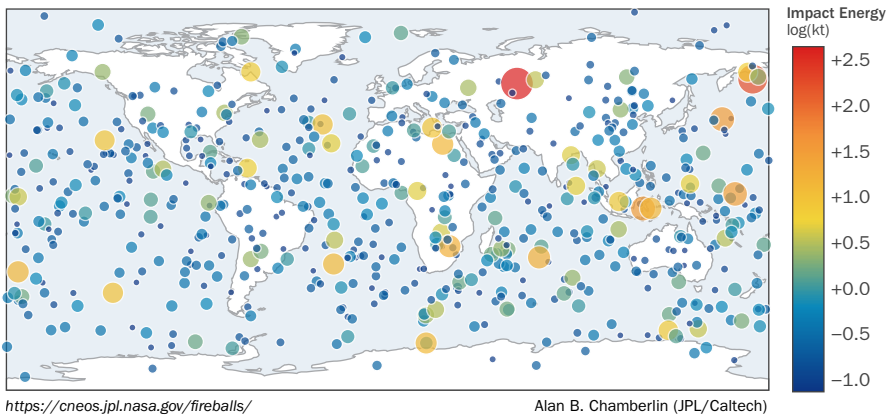 Impact Energy
log(kt)
+2.5
+2.0
+1.5
+1.0
+0.5
+0.0
−0.5
−1.0
https://cneos.jpl.nasa.gov/fireballs/
Alan B. Chamberlin (JPL/Caltech)